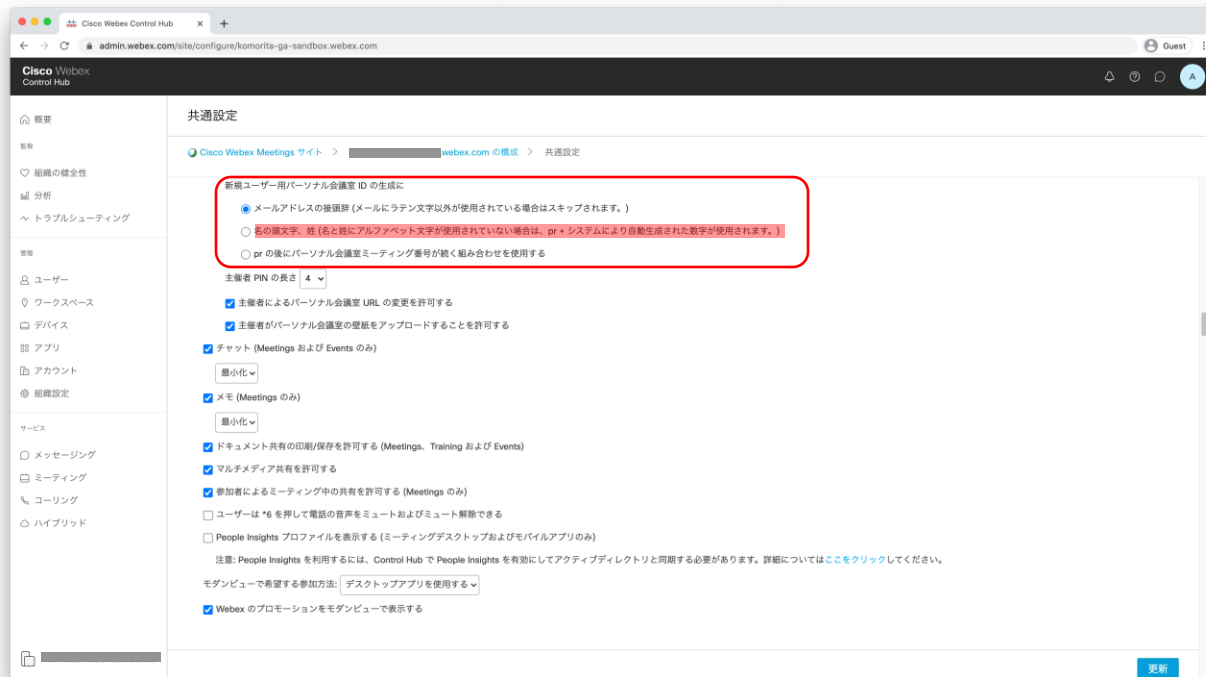 Cisco Webex Control Hub
admin.webex.com/site/configure/komorita-ga-sandbox.webex.com
Guest
Cisco Webex
Control Hub
A
概要
監視
組織の健全性
分析
トラブルシューティング
管理
ユーザー
ワークスペース
デバイス
アプリ
アカウント
組織設定
サービス
メッセージング
ミーティング
コーリング
ハイブリッド
共通設定
Cisco Webex Meetings サイト > webex.com の構成 > 共通設定
新規ユーザー用パーソナル会議室 ID の生成に
メールアドレスの接頭辞 (メールにラテン文字以外が使用されている場合はスキップされます。)
名の頭文字、姓 (名と姓にアルファベット文字が使用されていない場合は、pr + システムにより自動生成された数字が使用されます。)
pr の後にパーソナル会議室ミーティング番号が続く組み合わせを使用する
主催者 PIN の長さ 4
主催者によるパーソナル会議室 URL の変更を許可する
主催者がパーソナル会議室の壁紙をアップロードすることを許可する
チャット (Meetings および Events のみ)
最小化
メモ (Meetings のみ)
最小化
ドキュメント共有の印刷/保存を許可する (Meetings、Training および Events)
マルチメディア共有を許可する
参加者によるミーティング中の共有を許可する (Meetings のみ)
ユーザーは *6 を押して電話の音声をミュートおよびミュート解除できる
People Insights プロファイルを表示する (ミーティングデスクトップおよびモバイルアプリのみ)
注意: People Insights を利用するには、Control Hub で People Insights を有効にしてアクティブディレクトリと同期する必要があります。詳細についてはここをクリックしてください。
モダンビューで希望する参加方法: デスクトップアプリを使用する
Webex のプロモーションをモダンビューで表示する
更新